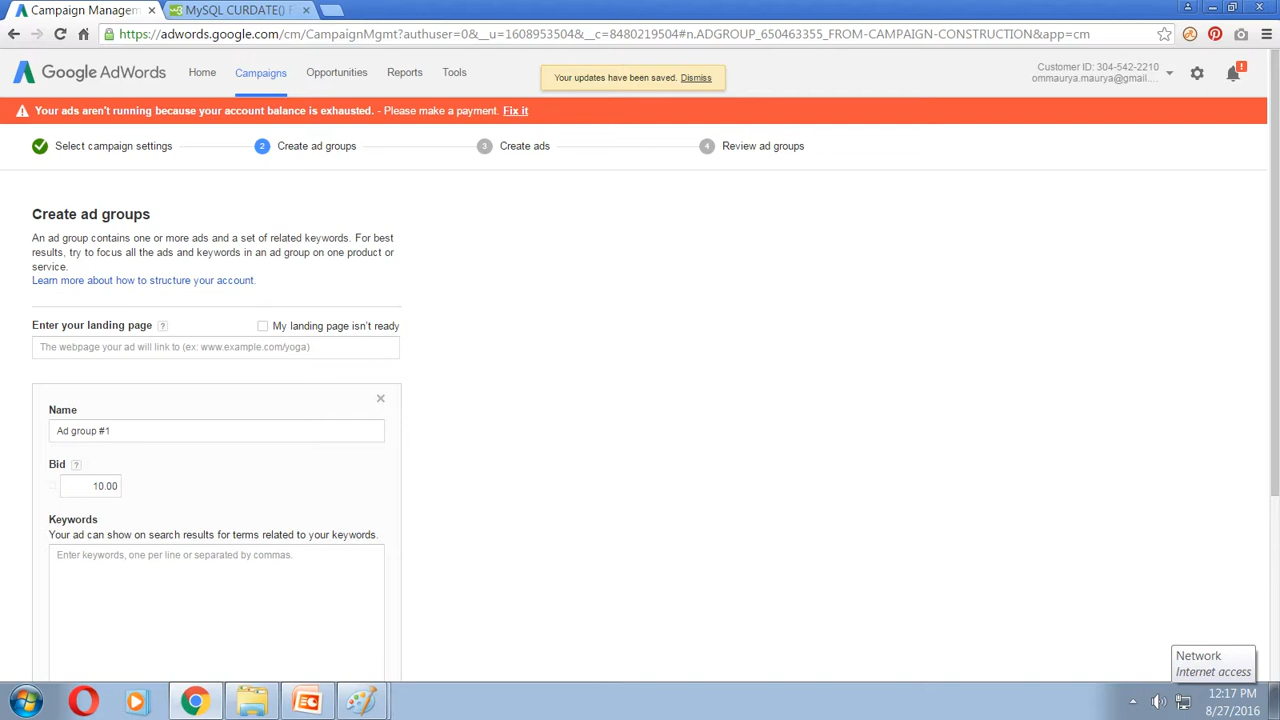 Campaign Managem
MySQL CURDATE() F
https://adwords.google.com/cm/CampaignMgmt?authuser=0&__u=1608953535&__c=8480219504#n.ADGROUP_650463355_FROM-CAMPAIGN-CONSTRUCTION&app=cm
Google AdWords
Home
Campaigns
Opportunities
Reports
Tools
Your updates have been saved. Dismiss
Customer ID: 304-542-2210
ommaurya.maurya@gmail....
Your ads aren't running because your account balance is exhausted. - Please make a payment. Fix it
Select campaign settings
2 Create ad groups
3 Create ads
4 Review ad groups
Create ad groups
An ad group contains one or more ads and a set of related keywords. For best
results, try to focus all the ads and keywords in an ad group on one product or
service.
Learn more about how to structure your account.
Enter your landing page ?
My landing page isn't ready
The webpage your ad will link to (ex: www.example.com/yoga)
Name
Ad group #1
Bid ?
10.00
Keywords
Your ad can show on search results for terms related to your keywords.
Enter keywords, one per line or separated by commas.
Network
Internet access
12:17 PM
8/27/2016